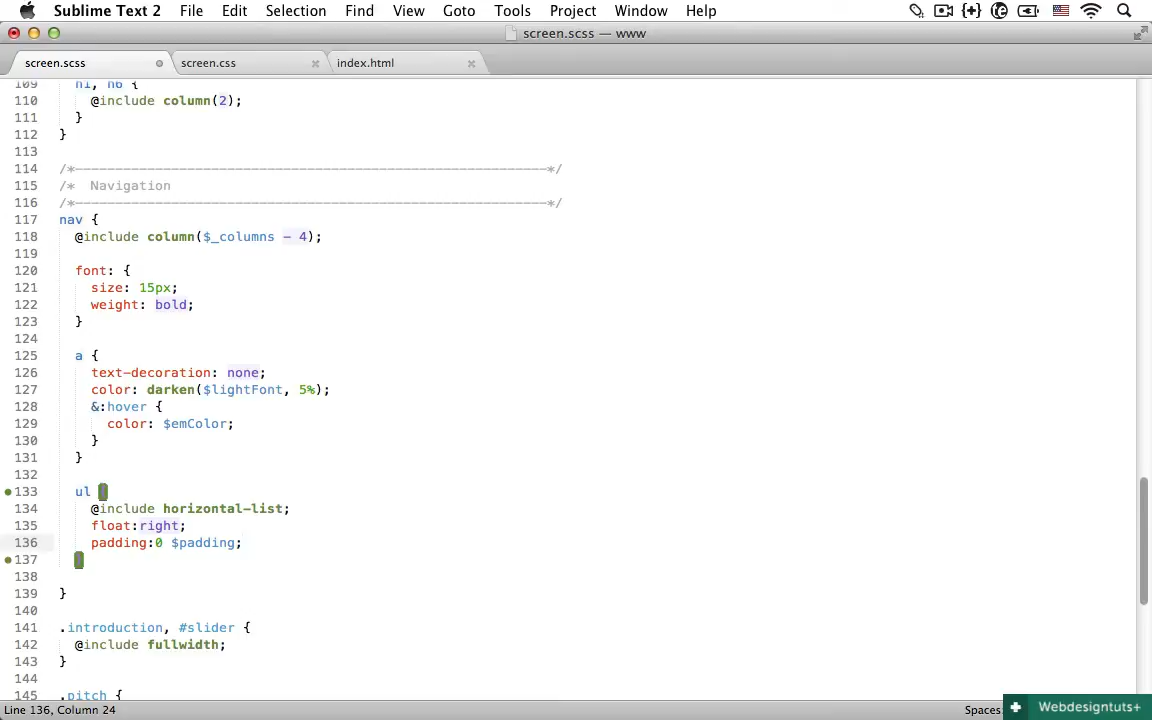 Sublime Text 2 File Edit Selection Find View Goto Tools Project Window Help
screen.scss — www
screen.scss screen.css index.html
109 h1, h6 {
110 @include column(2);
111 }
112 }
113
114 /*-----------------------------------------------------------*/
115 /* Navigation
116 /*-----------------------------------------------------------*/
117 nav {
118 @include column($_columns - 4);
119
120 font: {
121 size: 15px;
122 weight: bold;
123 }
124
125 a {
126 text-decoration: none;
127 color: darken($lightFont, 5%);
128 &:hover {
129 color: $emColor;
130 }
131 }
132
133 ul {
134 @include horizontal-list;
135 float:right;
136 padding:0 $padding;
137 }
138
139 }
140
141 .introduction, #slider {
142 @include fullwidth;
143 }
144
145 .pitch {
Line 136, Column 24 Spaces: Webdesigntuts+